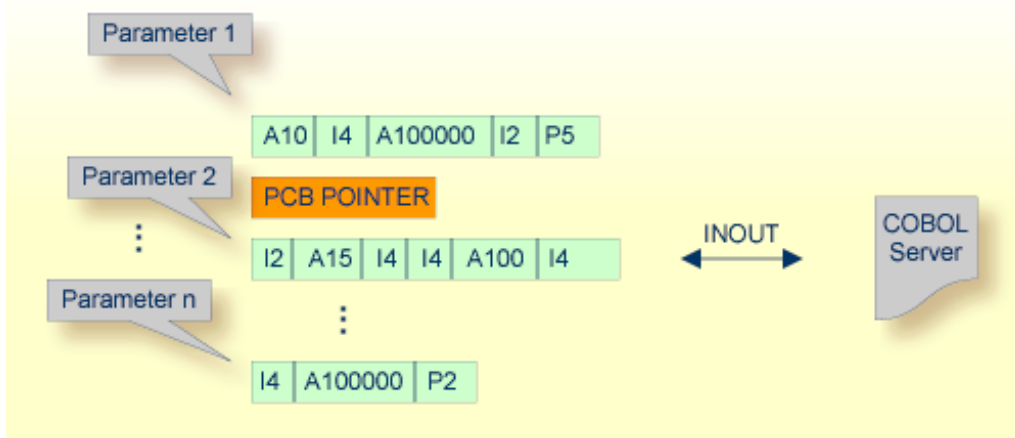 Parameter 1
A10 I4 A100000 I2 P5
Parameter 2
PCB POINTER
I2 A15 I4 I4 A100 I4
INOUT
COBOL
Server
Parameter n
I4 A100000 P2